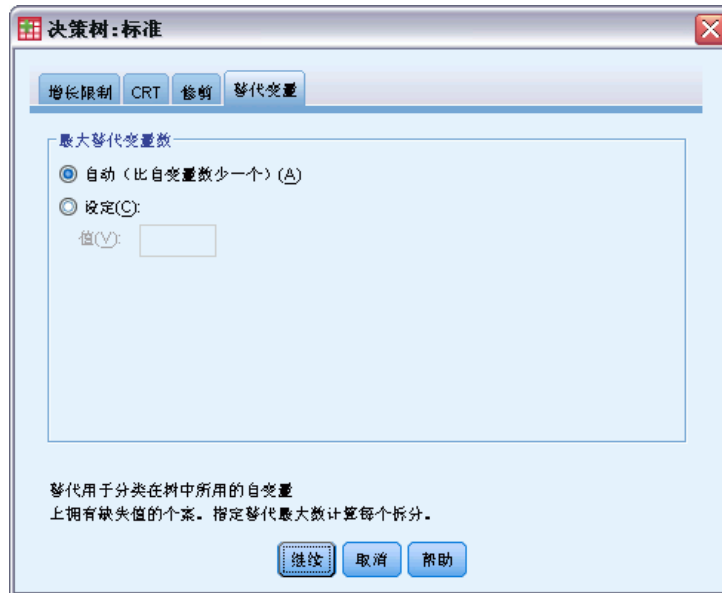 决策树:标准
增长限制 CRT 修剪 替代变量
最大替代变量数
自动（比自变量数少一个）(A)
设定(C):
值(V):
替代用于分类在树中所用的自变量
上拥有缺失值的个案。指定替代最大数计算每个拆分。
继续 取消 帮助